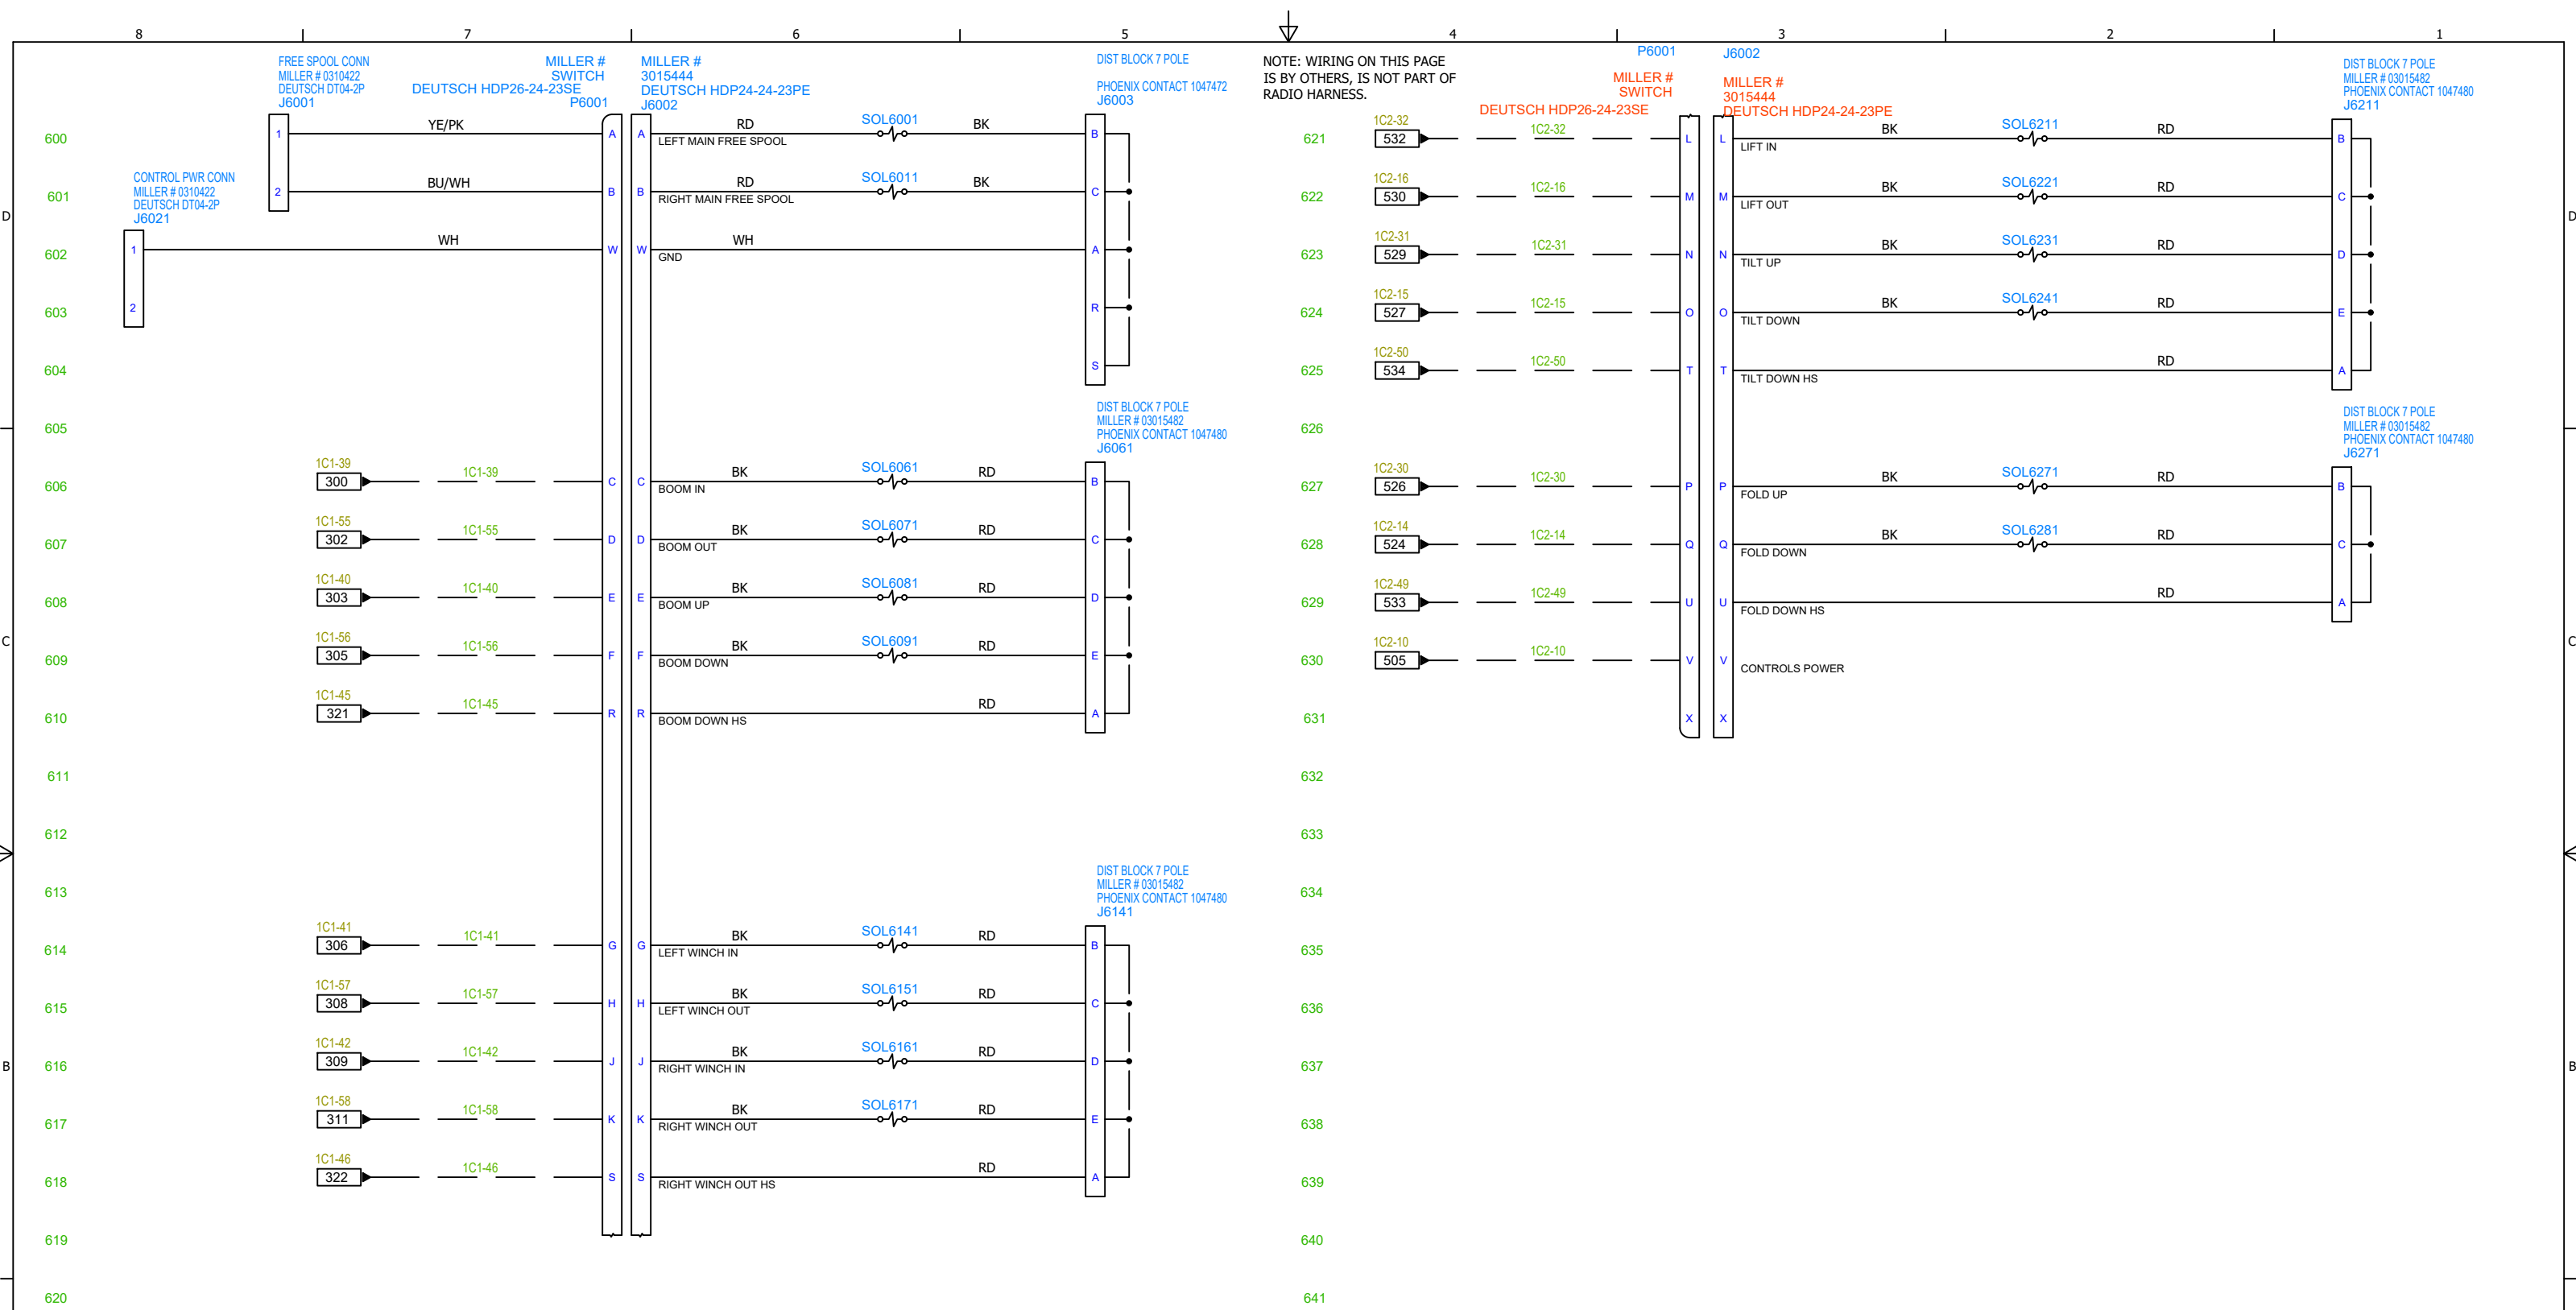 8 7 6 5 4 3 2 1
FREE SPOOL CONN
MILLER # 0310422
DEUTSCH DT04-2P
J6001
MILLER #
SWITCH
DEUTSCH HDP26-24-23SE
P6001
MILLER #
3015444
DEUTSCH HDP24-24-23PE
J6002
DIST BLOCK 7 POLE
PHOENIX CONTACT 1047472
J6003
600 1 YE/PK A A RD SOL6001 BK B
LEFT MAIN FREE SPOOL
CONTROL PWR CONN
MILLER # 0310422
DEUTSCH DT04-2P
J6021
601 2 BU/WH B B RD SOL6011 BK C
RIGHT MAIN FREE SPOOL
602 1 WH W W WH A
GND
603 2 R
604 S
605
DIST BLOCK 7 POLE
MILLER # 03015482
PHOENIX CONTACT 1047480
J6061
1C1-39
606 300 1C1-39 C C BK SOL6061 RD B
BOOM IN
1C1-55
607 302 1C1-55 D D BK SOL6071 RD C
BOOM OUT
1C1-40
608 303 1C1-40 E E BK SOL6081 RD D
BOOM UP
1C1-56
609 305 1C1-56 F F BK SOL6091 RD E
BOOM DOWN
1C1-45
610 321 1C1-45 R R RD A
BOOM DOWN HS
611
612
613
DIST BLOCK 7 POLE
MILLER # 03015482
PHOENIX CONTACT 1047480
J6141
1C1-41
614 306 1C1-41 G G BK SOL6141 RD B
LEFT WINCH IN
1C1-57
615 308 1C1-57 H H BK SOL6151 RD C
LEFT WINCH OUT
1C1-42
616 309 1C1-42 J J BK SOL6161 RD D
RIGHT WINCH IN
1C1-58
617 311 1C1-58 K K BK SOL6171 RD E
RIGHT WINCH OUT
1C1-46
618 322 1C1-46 S S RD A
RIGHT WINCH OUT HS
619
620
NOTE: WIRING ON THIS PAGE
IS BY OTHERS, IS NOT PART OF
RADIO HARNESS.
P6001
MILLER #
SWITCH
DEUTSCH HDP26-24-23SE
J6002
MILLER #
3015444
DEUTSCH HDP24-24-23PE
DIST BLOCK 7 POLE
MILLER # 03015482
PHOENIX CONTACT 1047480
J6211
1C2-32
621 532 1C2-32 L L BK SOL6211 RD B
LIFT IN
1C2-16
622 530 1C2-16 M M BK SOL6221 RD C
LIFT OUT
1C2-31
623 529 1C2-31 N N BK SOL6231 RD D
TILT UP
1C2-15
624 527 1C2-15 O O BK SOL6241 RD E
TILT DOWN
1C2-50
625 534 1C2-50 T T RD A
TILT DOWN HS
626
DIST BLOCK 7 POLE
MILLER # 03015482
PHOENIX CONTACT 1047480
J6271
1C2-30
627 526 1C2-30 P P BK SOL6271 RD B
FOLD UP
1C2-14
628 524 1C2-14 Q Q BK SOL6281 RD C
FOLD DOWN
1C2-49
629 533 1C2-49 U U RD A
FOLD DOWN HS
1C2-10
630 505 1C2-10 V V
CONTROLS POWER
631 X X
632
633
634
635
636
637
638
639
640
641
D D
C C
B B